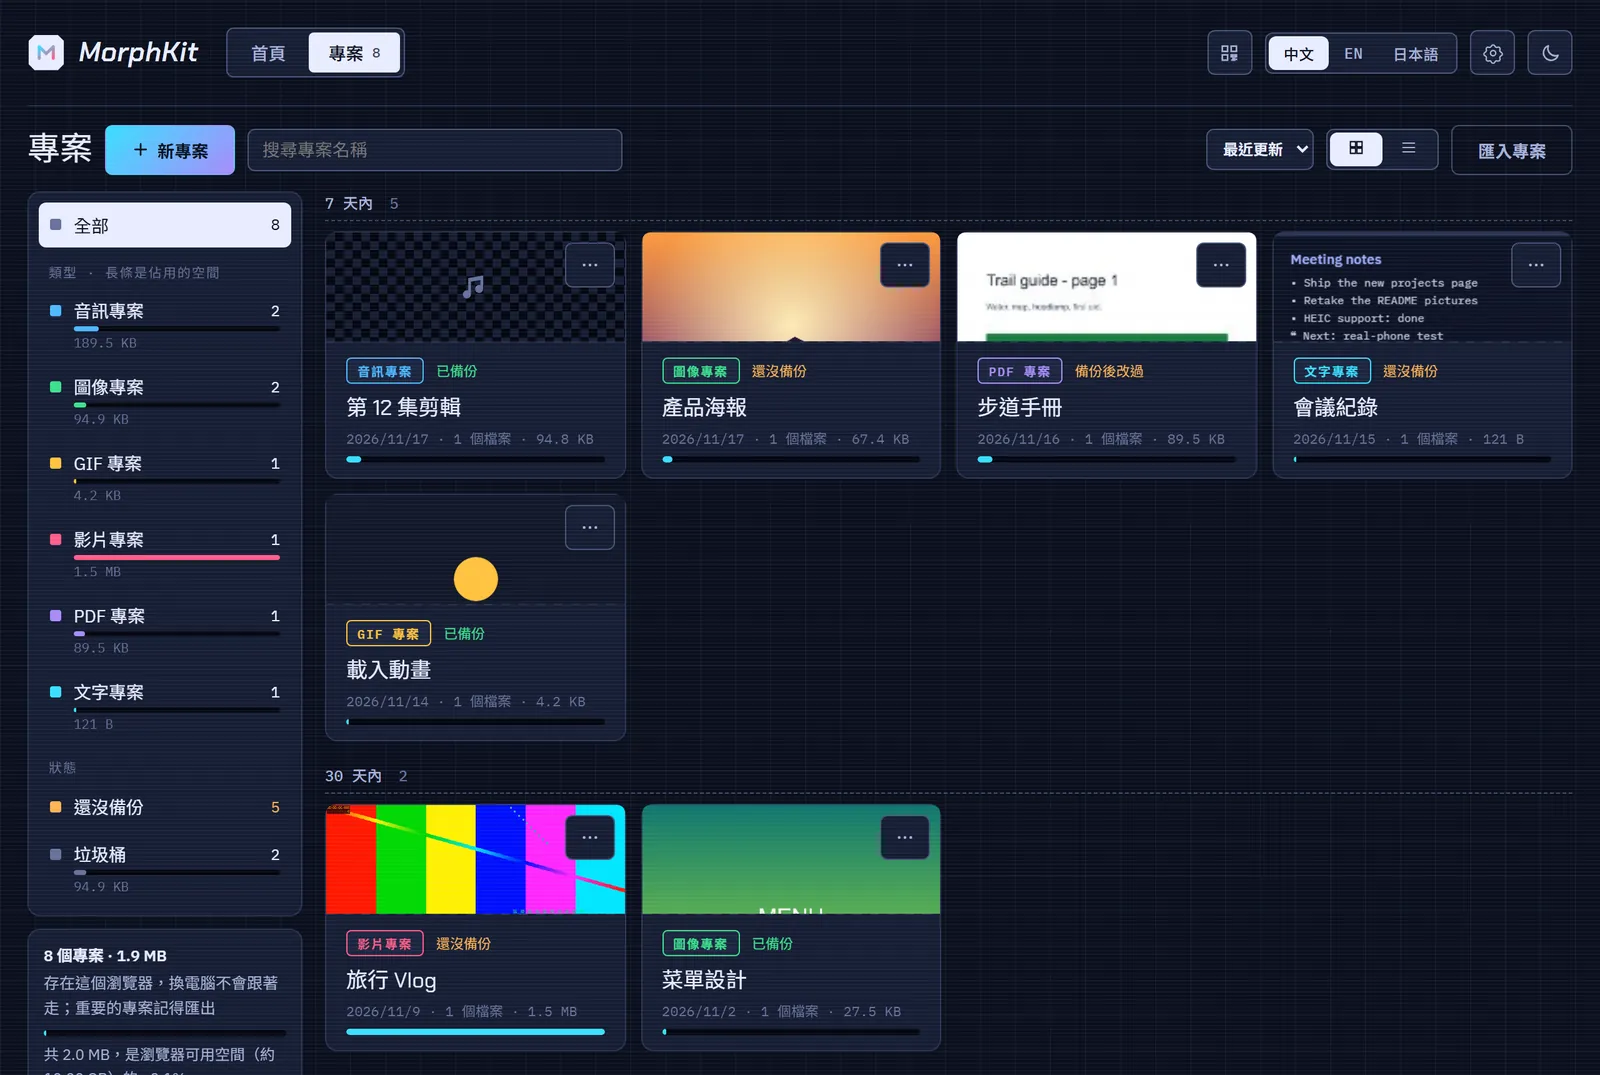 MorphKit
首頁
專案 8
中文
EN
日本語
專案
+ 新專案
搜尋專案名稱
最近更新
匯入專案
全部 8
類型 · 長條是佔用的空間
音訊專案 2
189.5 KB
圖像專案 2
94.9 KB
GIF 專案 1
4.2 KB
影片專案 1
1.5 MB
PDF 專案 1
89.5 KB
文字專案 1
121 B
狀態
還沒備份 5
垃圾桶 2
94.9 KB
8 個專案 · 1.9 MB
存在這個瀏覽器，換電腦不會跟著
走；重要的專案記得匯出
共 2.0 MB，是瀏覽器可用空間（約
7 天內 5
音訊專案 已備份
第 12 集剪輯
2026/11/17 · 1 個檔案 · 94.8 KB
圖像專案 還沒備份
產品海報
2026/11/17 · 1 個檔案 · 67.4 KB
Trail guide - page 1
PDF 專案 備份後改過
步道手冊
2026/11/16 · 1 個檔案 · 89.5 KB
Meeting notes
• Ship the new projects page
• Retake the README pictures
• HEIC support: done
❝ Next: real-phone test
文字專案 還沒備份
會議紀錄
2026/11/15 · 1 個檔案 · 121 B
GIF 專案 已備份
載入動畫
2026/11/14 · 1 個檔案 · 4.2 KB
30 天內 2
影片專案 還沒備份
旅行 Vlog
2026/11/9 · 1 個檔案 · 1.5 MB
MENU
圖像專案 已備份
菜單設計
2026/11/2 · 1 個檔案 · 27.5 KB